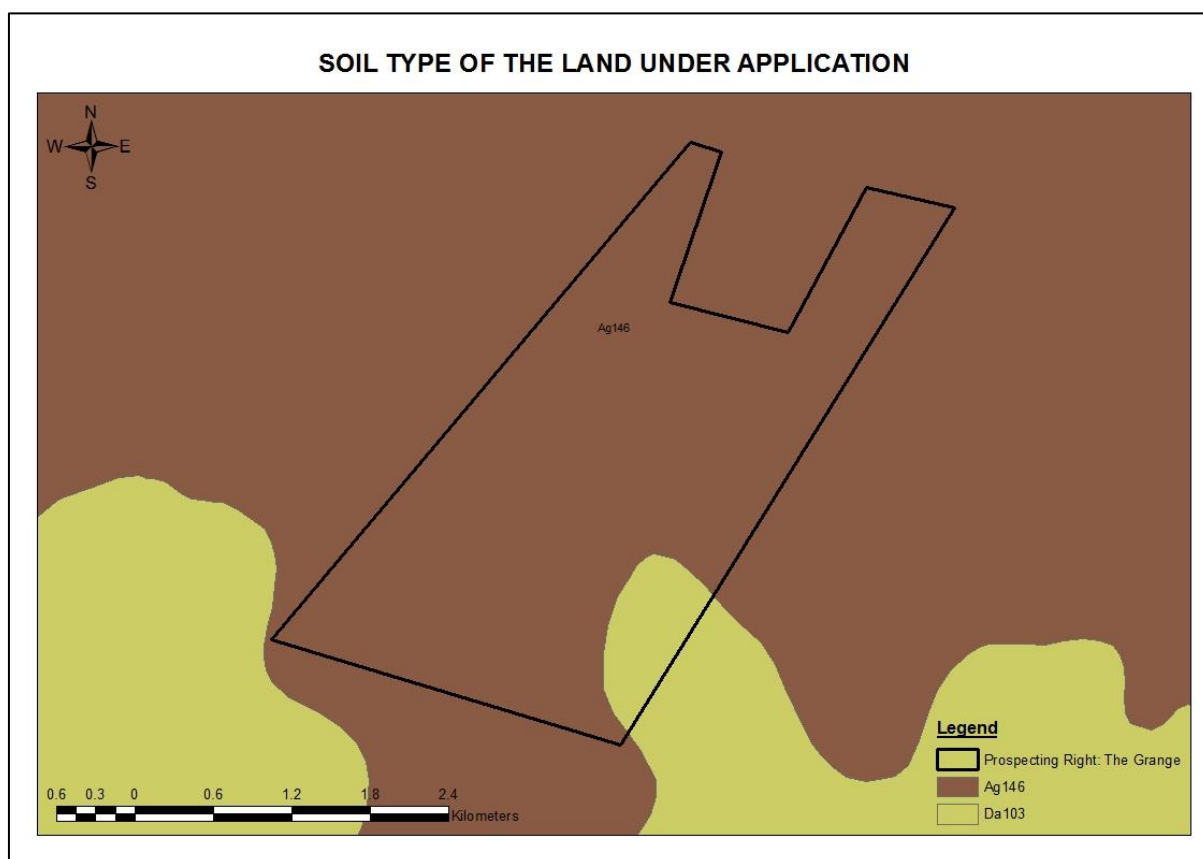 SOIL TYPE OF THE LAND UNDER APPLICATION
N
W E
S
Ag146
Legend
Prospecting Right: The Grange
Ag146
Da103
0.6 0.3 0 0.6 1.2 1.8 2.4
Kilometers